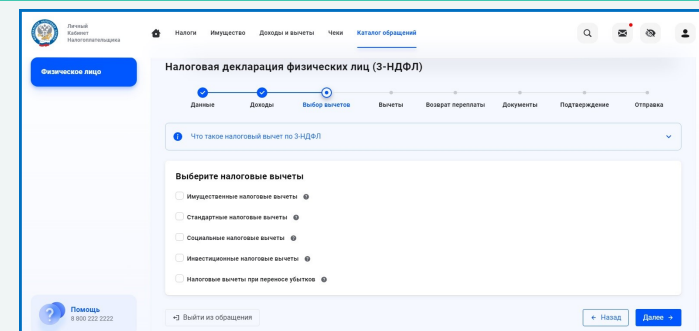 Личный
Кабинет
Налогоплательщика
Налоги Имущество Доходы и вычеты Чеки Каталог обращений
Физическое лицо
Налоговая декларация физических лиц (3-НДФЛ)
Данные Доходы Выбор вычетов Вычеты Возврат переплаты Документы Подтверждение Отправка
Что такое налоговый вычет по 3-НДФЛ
Выберите налоговые вычеты
Имущественные налоговые вычеты
Стандартные налоговые вычеты
Социальные налоговые вычеты
Инвестиционные налоговые вычеты
Налоговые вычеты при переносе убытков
Помощь
8 800 222 2222
Выйти из обращения
← Назад Далее →